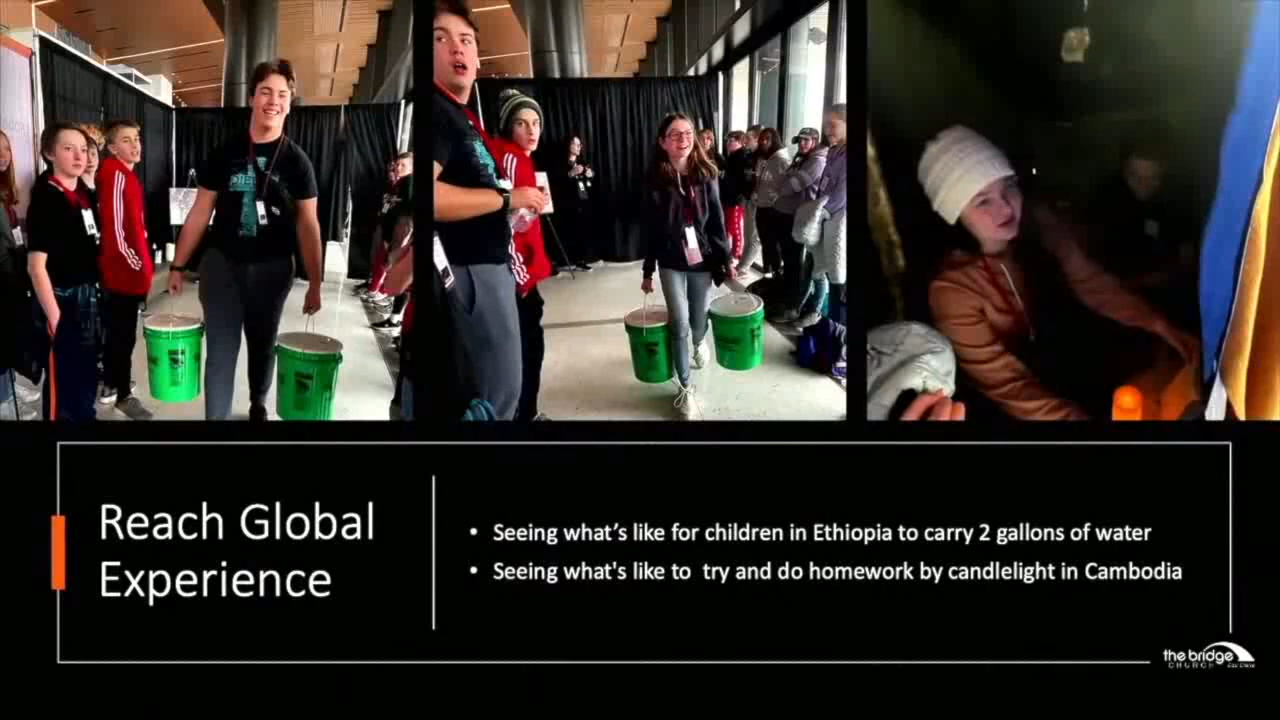 Reach Global
Experience
• Seeing what’s like for children in Ethiopia to carry 2 gallons of water
• Seeing what's like to  try and do homework by candlelight in Cambodia
the bridge
CHURCH